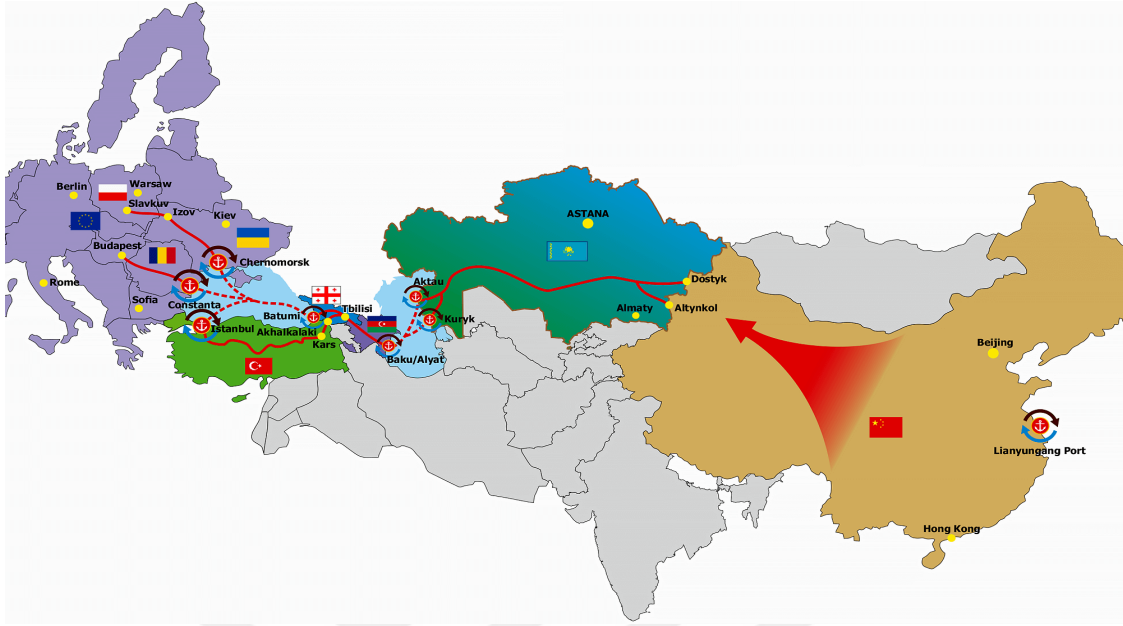 Berlin
Warsaw
Slavkuv
Izov
Kiev
Budapest
Chernomorsk
Rome
Sofia
Constanta
Istanbul
Batumi
Tbilisi
Akhalkalaki
Kars
Baku/Alyat
Aktau
Kuryk
ASTANA
Dostyk
Almaty
Altynkol
Beijing
Lianyungang Port
Hong Kong